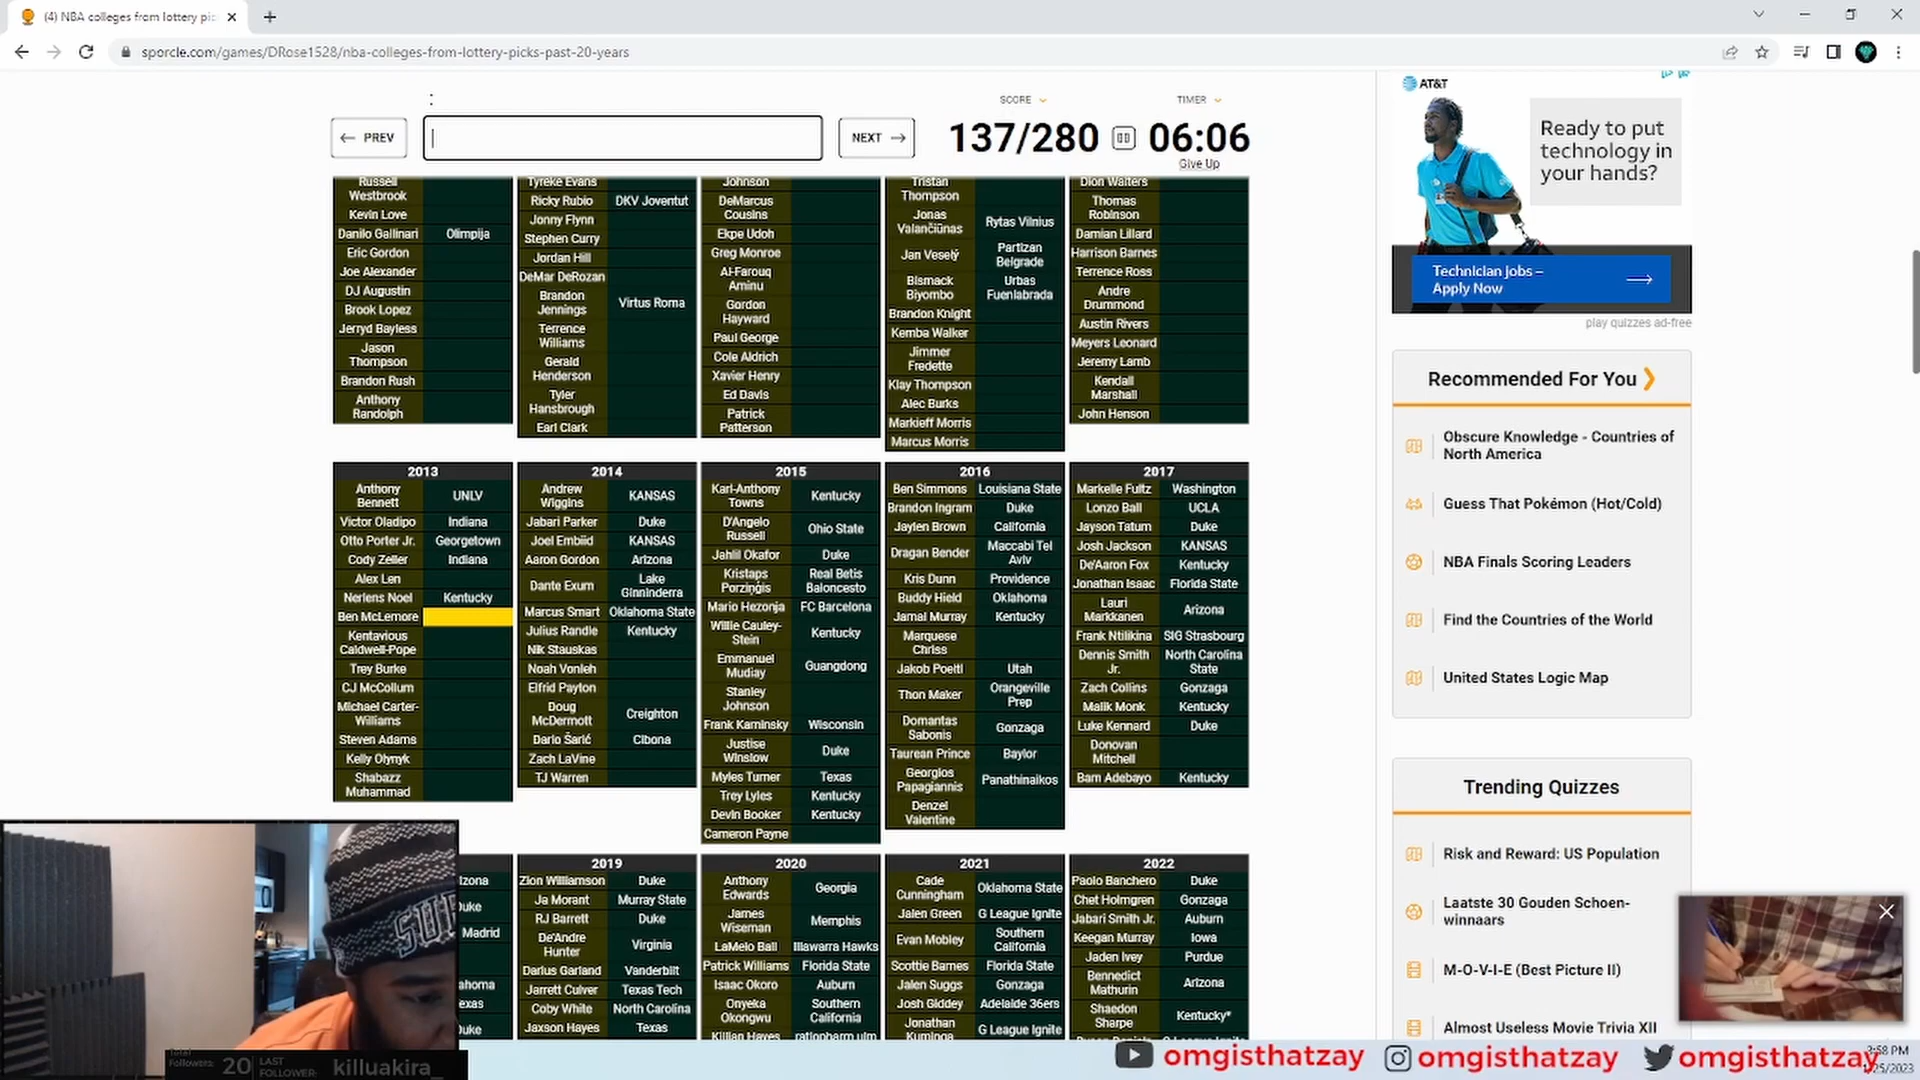 (4) NBA colleges from lottery pic
sporcle.com/games/DRose1528/nba-colleges-from-lottery-picks-past-20-years
:
SCORE
TIMER
PREV
NEXT
137/280
06:06
Give Up
Russell Westbrook
Kevin Love
Danilo Gallinari Olimpija
Eric Gordon
Joe Alexander
DJ Augustin
Brook Lopez
Jerryd Bayless
Jason Thompson
Brandon Rush
Anthony Randolph
Tyreke Evans
Ricky Rubio DKV Joventut
Jonny Flynn
Stephen Curry
Jordan Hill
DeMar DeRozan
Brandon Jennings Virtus Roma
Terrence Williams
Gerald Henderson
Tyler Hansbrough
Earl Clark
Johnson
DeMarcus Cousins
Ekpe Udoh
Greg Monroe
Al-Farouq Aminu
Gordon Hayward
Paul George
Cole Aldrich
Xavier Henry
Ed Davis
Patrick Patterson
Tristan Thompson
Jonas Valančiūnas Rytas Vilnius
Jan Veselý Partizan Belgrade
Bismack Biyombo Urbas Fuenlabrada
Brandon Knight
Kemba Walker
Jimmer Fredette
Klay Thompson
Alec Burks
Markieff Morris
Marcus Morris
Dion Waiters
Thomas Robinson
Damian Lillard
Harrison Barnes
Terrence Ross
Andre Drummond
Austin Rivers
Meyers Leonard
Jeremy Lamb
Kendall Marshall
John Henson
2013
Anthony Bennett UNLV
Victor Oladipo Indiana
Otto Porter Jr. Georgetown
Cody Zeller Indiana
Alex Len
Nerlens Noel Kentucky
Ben McLemore
Kentavious Caldwell-Pope
Trey Burke
CJ McCollum
Michael Carter-Williams
Steven Adams
Kelly Olynyk
Shabazz Muhammad
2014
Andrew Wiggins KANSAS
Jabari Parker Duke
Joel Embiid KANSAS
Aaron Gordon Arizona
Dante Exum Lake Ginninderra
Marcus Smart Oklahoma State
Julius Randle Kentucky
Nik Stauskas
Noah Vonleh
Elfrid Payton
Doug McDermott Creighton
Dario Šarić Cibona
Zach LaVine
TJ Warren
2015
Karl-Anthony Towns Kentucky
D'Angelo Russell Ohio State
Jahlil Okafor Duke
Kristaps Porziņģis Real Betis Baloncesto
Mario Hezonja FC Barcelona
Willie Cauley-Stein Kentucky
Emmanuel Mudiay Guangdong
Stanley Johnson
Frank Kaminsky Wisconsin
Justise Winslow Duke
Myles Turner Texas
Trey Lyles Kentucky
Devin Booker Kentucky
Cameron Payne
2016
Ben Simmons Louisiana State
Brandon Ingram Duke
Jaylen Brown California
Dragan Bender Maccabi Tel Aviv
Kris Dunn Providence
Buddy Hield Oklahoma
Jamal Murray Kentucky
Marquese Chriss
Jakob Poeltl Utah
Thon Maker Orangeville Prep
Domantas Sabonis Gonzaga
Taurean Prince Baylor
Georgios Papagiannis Panathinaikos
Denzel Valentine
2017
Markelle Fultz Washington
Lonzo Ball UCLA
Jayson Tatum Duke
Josh Jackson KANSAS
De'Aaron Fox Kentucky
Jonathan Isaac Florida State
Lauri Markkanen Arizona
Frank Ntilikina SIG Strasbourg
Dennis Smith Jr. North Carolina State
Zach Collins Gonzaga
Malik Monk Kentucky
Luke Kennard Duke
Donovan Mitchell
Bam Adebayo Kentucky
izona
Duke
Madrid
ahoma
exas
Duke
2019
Zion Williamson Duke
Ja Morant Murray State
RJ Barrett Duke
De'Andre Hunter Virginia
Darius Garland Vanderbilt
Jarrett Culver Texas Tech
Coby White North Carolina
Jaxson Hayes Texas
2020
Anthony Edwards Georgia
James Wiseman Memphis
LaMelo Ball Illawarra Hawks
Patrick Williams Florida State
Isaac Okoro Auburn
Onyeka Okongwu Southern California
Killian Hayes ratiopharm ulm
2021
Cade Cunningham Oklahoma State
Jalen Green G League Ignite
Evan Mobley Southern California
Scottie Barnes Florida State
Jalen Suggs Gonzaga
Josh Giddey Adelaide 36ers
Jonathan Kuminga G League Ignite
2022
Paolo Banchero Duke
Chet Holmgren Gonzaga
Jabari Smith Jr. Auburn
Keegan Murray Iowa
Jaden Ivey Purdue
Bennedict Mathurin Arizona
Shaedon Sharpe Kentucky*
AT&T
Ready to put
technology in
your hands?
Technician jobs –
Apply Now
play quizzes ad-free
Recommended For You
Obscure Knowledge - Countries of
North America
Guess That Pokémon (Hot/Cold)
NBA Finals Scoring Leaders
Find the Countries of the World
United States Logic Map
Trending Quizzes
Risk and Reward: US Population
Laatste 30 Gouden Schoen-
winnaars
M-O-V-I-E (Best Picture II)
Almost Useless Movie Trivia XII
Total
Followers: 20 LAST
FOLLOWER: killuakira_
omgisthatzay omgisthatzay omgisthatzay
3:58 PM